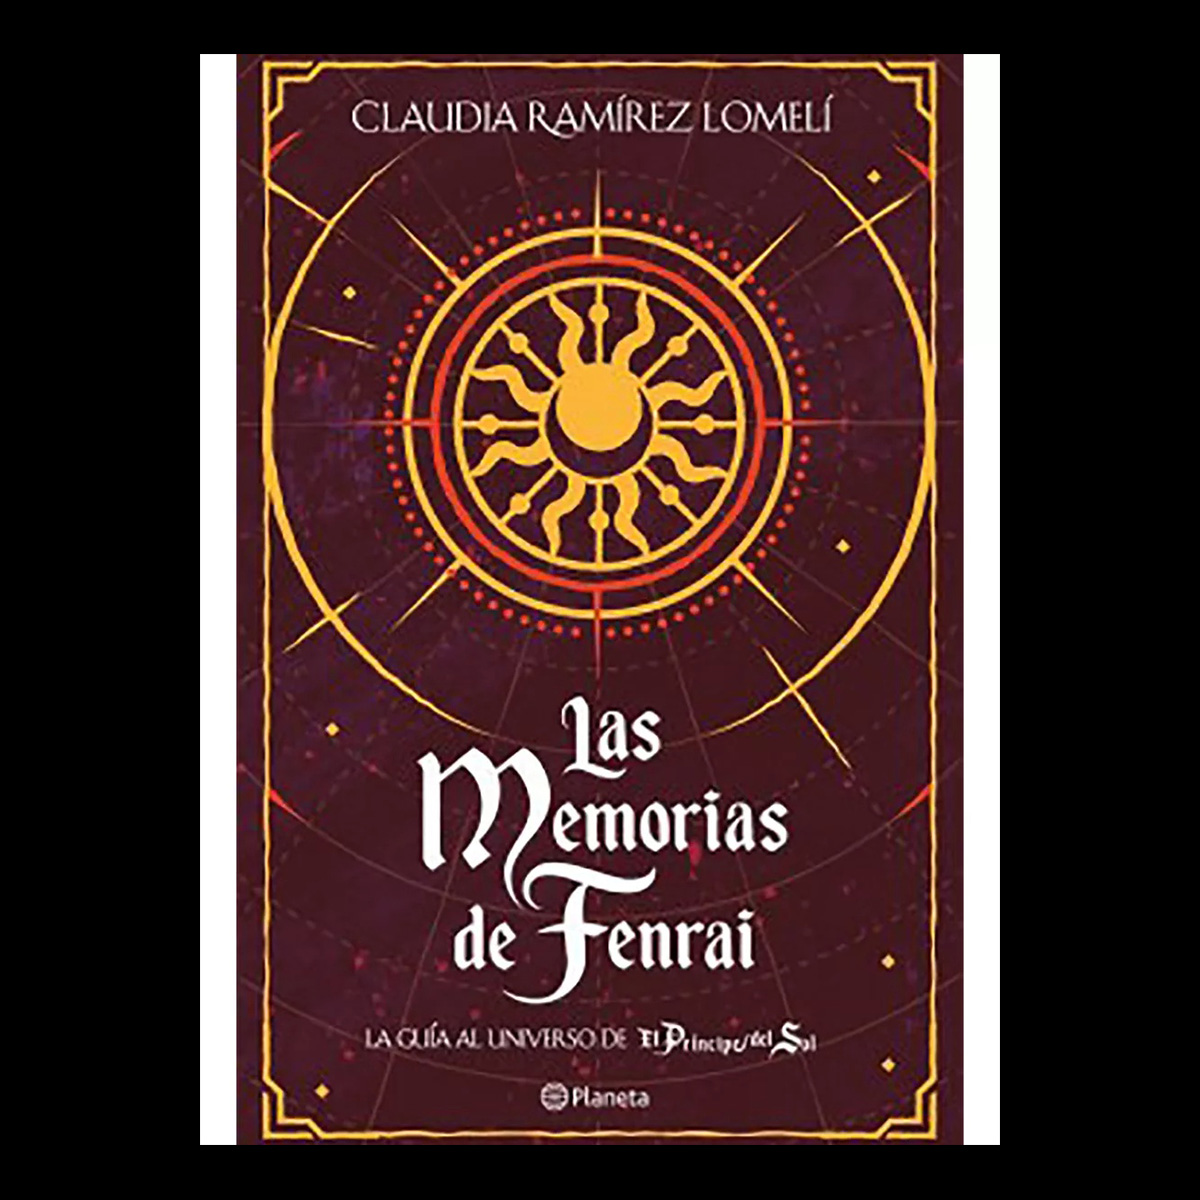 CLAUDIA RAMÍREZ LOMELÍ
Las
Memorias
de Fenrai
LA GUÍA AL UNIVERSO DE El Príncipe del Sol
Planeta